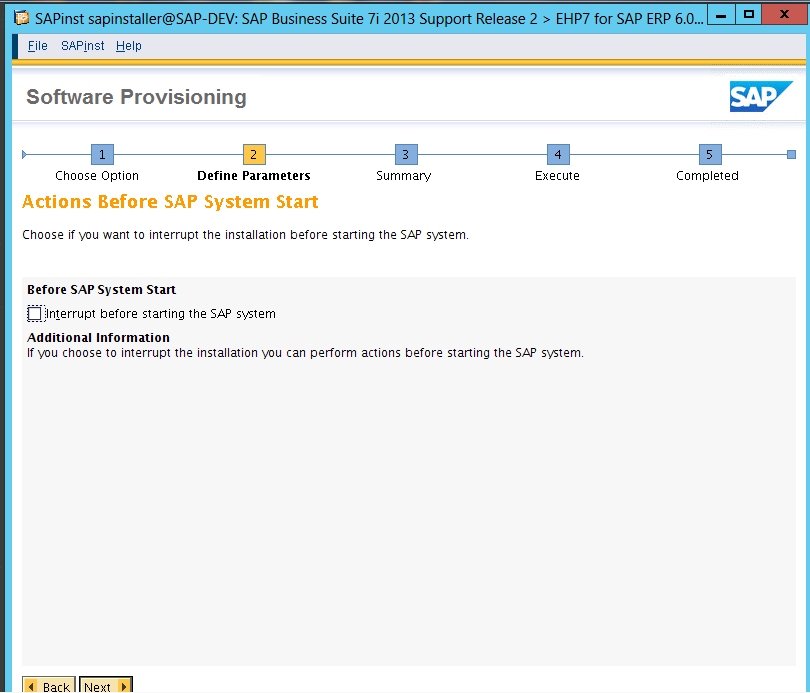 SAPinst sapinstaller@SAP-DEV: SAP Business Suite 7i 2013 Support Release 2 > EHP7 for SAP ERP 6.0...
File SAPinst Help
Software Provisioning
SAP
1 2 3 4 5
Choose Option Define Parameters Summary Execute Completed
Actions Before SAP System Start
Choose if you want to interrupt the installation before starting the SAP system.
Before SAP System Start
Interrupt before starting the SAP system
Additional Information
If you choose to interrupt the installation you can perform actions before starting the SAP system.
Back Next